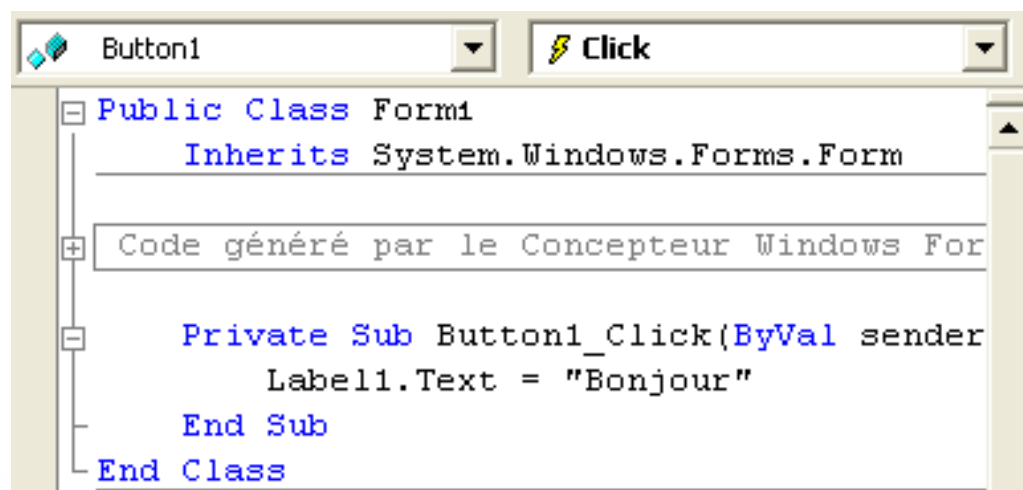 Button1 Click
Public Class Form1
Inherits System.Windows.Forms.Form
Code généré par le Concepteur Windows For
Private Sub Button1_Click(ByVal sender
Label1.Text = "Bonjour"
End Sub
End Class